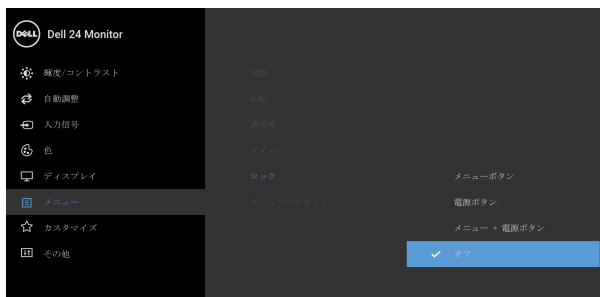 DELL
Dell 24 Monitor
輝度/コントラスト
自動調整
入力信号
色
ディスプレイ
メニュー
カスタマイズ
その他
言語
回転
透明度
タイマー
ロック
メニューのリセット
メニューボタン
電源ボタン
メニュー + 電源ボタン
オフ